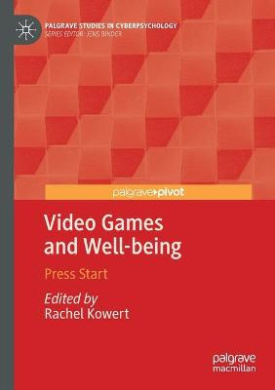 PALGRAVE STUDIES IN CYBERPSYCHOLOGY
SERIES EDITOR: JENS BINDER
palgrave▸pivot
Video Games
and Well-being
Press Start
Edited by
Rachel Kowert
palgrave
macmillan